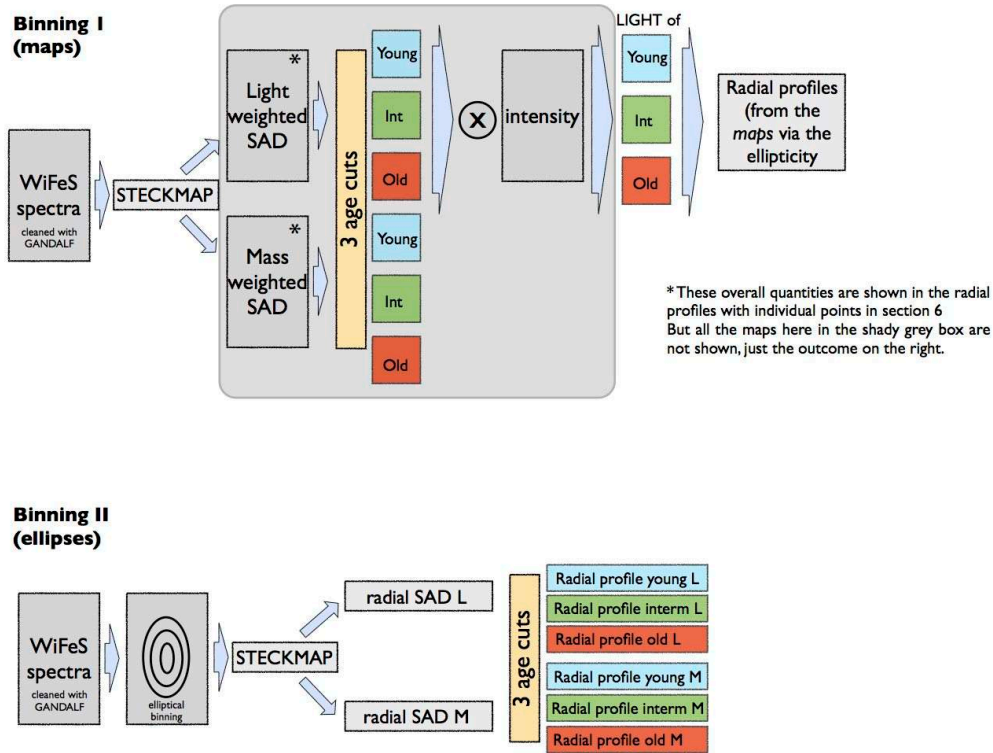 Binning I
(maps)
WiFeS
spectra
cleaned with
GANDALF
STECKMAP
*
Light
weighted
SAD
*
Mass
weighted
SAD
3 age cuts
Young
Int
Old
Young
Int
Old
X
intensity
LIGHT of
Young
Int
Old
Radial profiles
(from the
maps via the
ellipticity
* These overall quantities are shown in the radial
profiles with individual points in section 6
But all the maps here in the shady grey box are
not shown, just the outcome on the right.
Binning II
(ellipses)
WiFeS
spectra
cleaned with
GANDALF
elliptical
binning
STECKMAP
radial SAD L
radial SAD M
3 age cuts
Radial profile young L
Radial profile interm L
Radial profile old L
Radial profile young M
Radial profile interm M
Radial profile old M